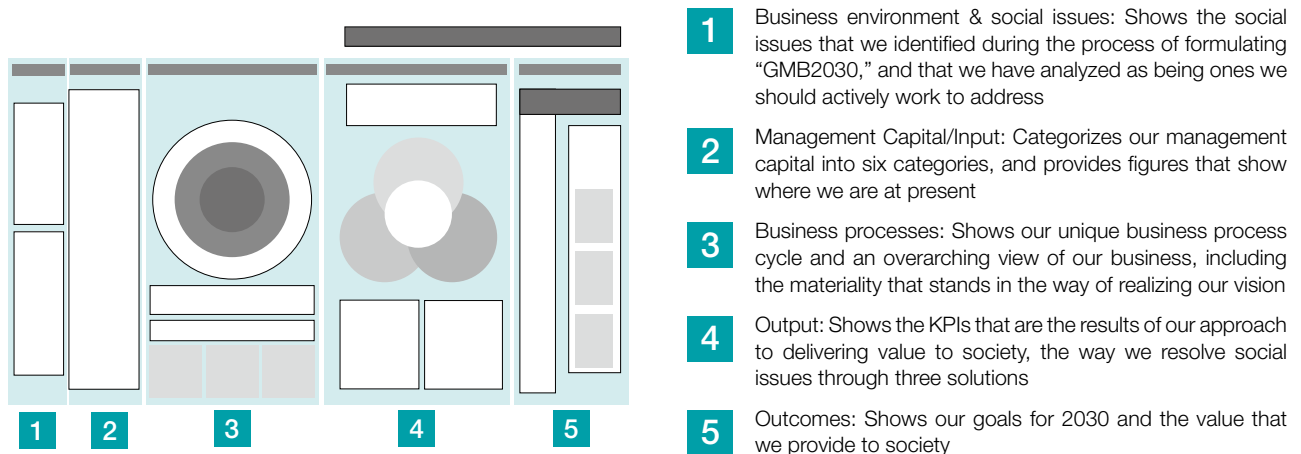 1
2
3
4
5
1
Business environment & social issues: Shows the social
issues that we identified during the process of formulating
“GMB2030,” and that we have analyzed as being ones we
should actively work to address
2
Management Capital/Input: Categorizes our management
capital into six categories, and provides figures that show
where we are at present
3
Business processes: Shows our unique business process
cycle and an overarching view of our business, including
the materiality that stands in the way of realizing our vision
4
Output: Shows the KPIs that are the results of our approach
to delivering value to society, the way we resolve social
issues through three solutions
5
Outcomes: Shows our goals for 2030 and the value that
we provide to society